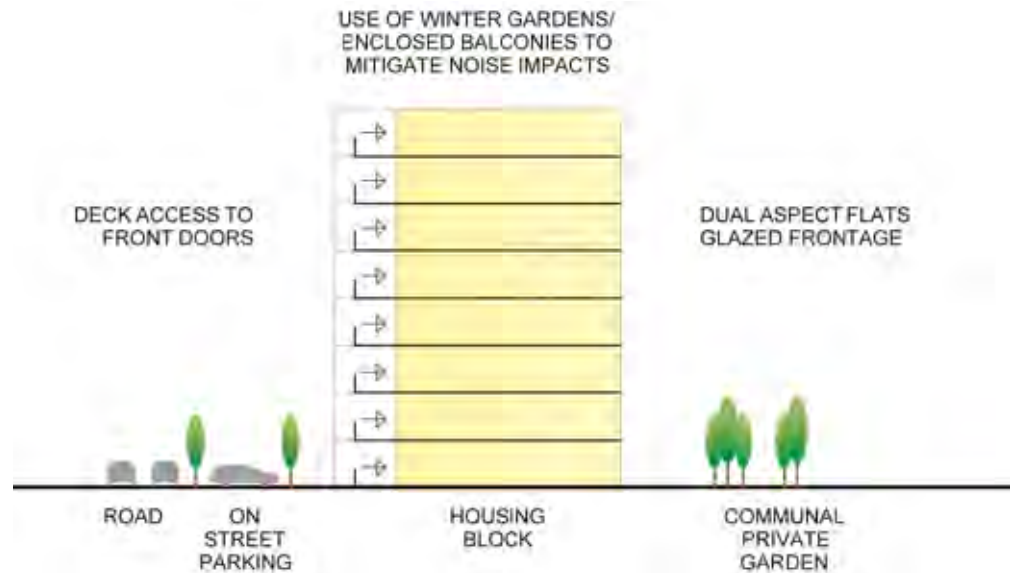 USE OF WINTER GARDENS/
ENCLOSED BALCONIES TO
MITIGATE NOISE IMPACTS
DECK ACCESS TO
FRONT DOORS
DUAL ASPECT FLATS
GLAZED FRONTAGE
ROAD
ON
STREET
PARKING
HOUSING
BLOCK
COMMUNAL
PRIVATE
GARDEN